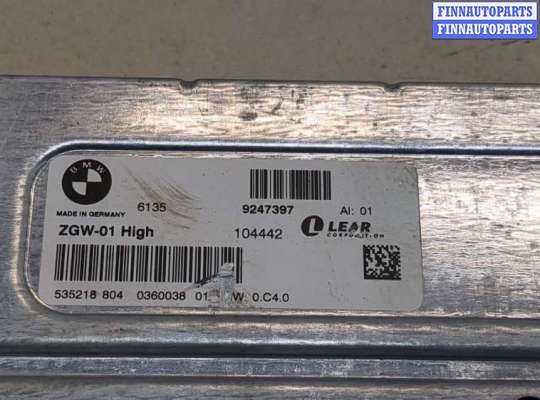 FINNAUTOPARTS
FINNAUTOPARTS
BMW
6135 9247397 AI: 01
MADE IN GERMANY
ZGW-01 High 104442 LEAR
CORPORATION
535218 804 0360038 01 W: 0.C4.0